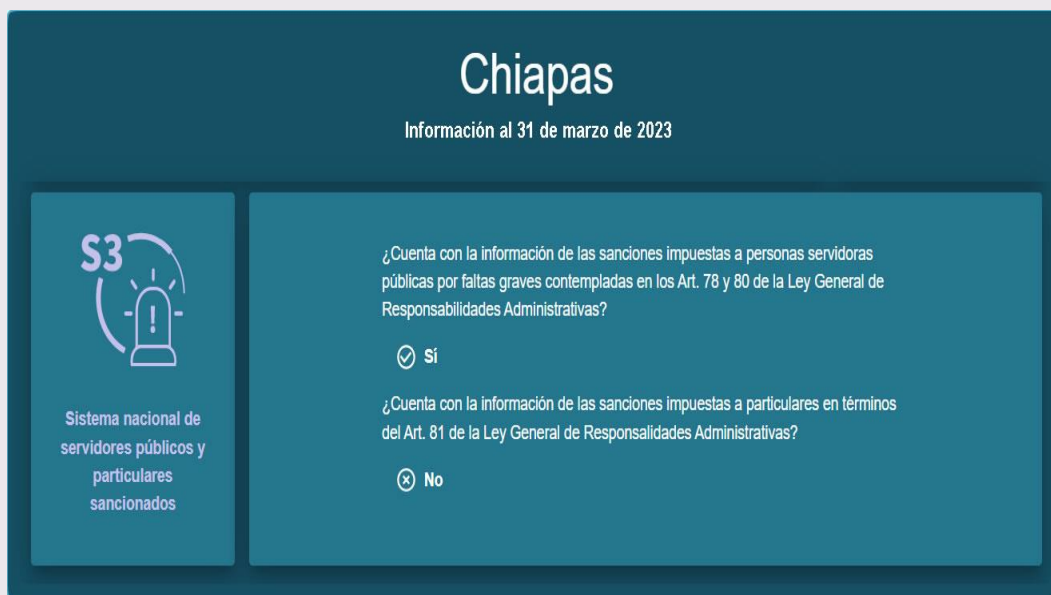 Chiapas
Información al 31 de marzo de 2023
S3
Sistema nacional de
servidores públicos y
particulares
sancionados
¿Cuenta con la información de las sanciones impuestas a personas servidoras
públicas por faltas graves contempladas en los Art. 78 y 80 de la Ley General de
Responsabilidades Administrativas?
Sí
¿Cuenta con la información de las sanciones impuestas a particulares en términos
del Art. 81 de la Ley General de Responsalidades Administrativas?
No